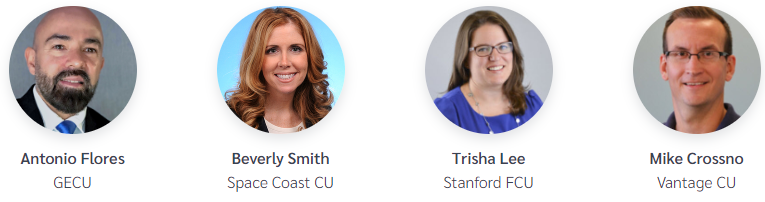 Antonio Flores
GECU
Beverly Smith
Space Coast CU
Trisha Lee
Stanford FCU
Mike Crossno
Vantage CU